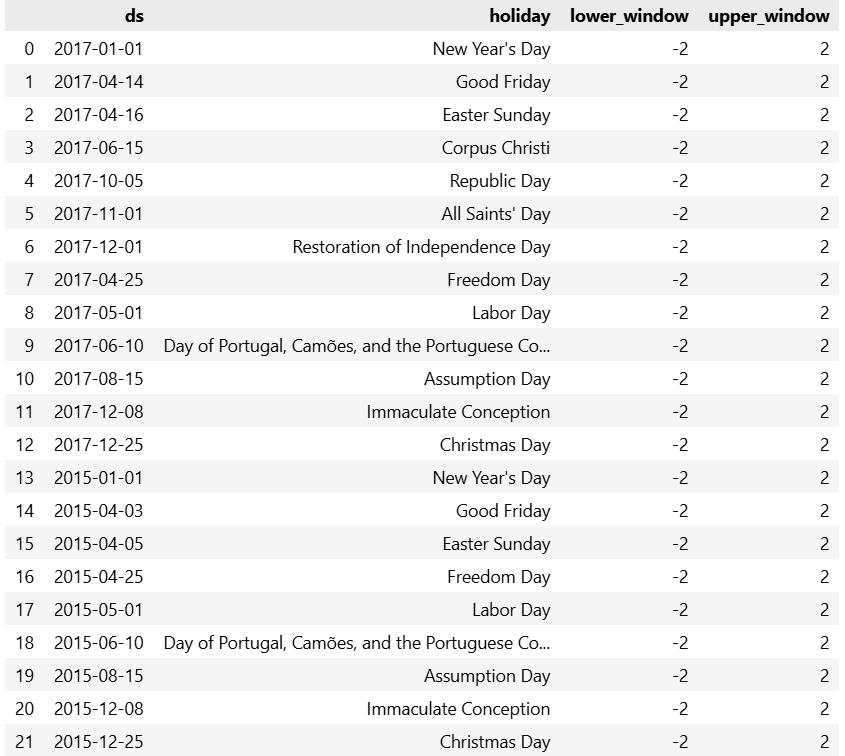 ds holiday lower_window upper_window
0 2017-01-01 New Year's Day -2 2
1 2017-04-14 Good Friday -2 2
2 2017-04-16 Easter Sunday -2 2
3 2017-06-15 Corpus Christi -2 2
4 2017-10-05 Republic Day -2 2
5 2017-11-01 All Saints' Day -2 2
6 2017-12-01 Restoration of Independence Day -2 2
7 2017-04-25 Freedom Day -2 2
8 2017-05-01 Labor Day -2 2
9 2017-06-10 Day of Portugal, Camões, and the Portuguese Co... -2 2
10 2017-08-15 Assumption Day -2 2
11 2017-12-08 Immaculate Conception -2 2
12 2017-12-25 Christmas Day -2 2
13 2015-01-01 New Year's Day -2 2
14 2015-04-03 Good Friday -2 2
15 2015-04-05 Easter Sunday -2 2
16 2015-04-25 Freedom Day -2 2
17 2015-05-01 Labor Day -2 2
18 2015-06-10 Day of Portugal, Camões, and the Portuguese Co... -2 2
19 2015-08-15 Assumption Day -2 2
20 2015-12-08 Immaculate Conception -2 2
21 2015-12-25 Christmas Day -2 2